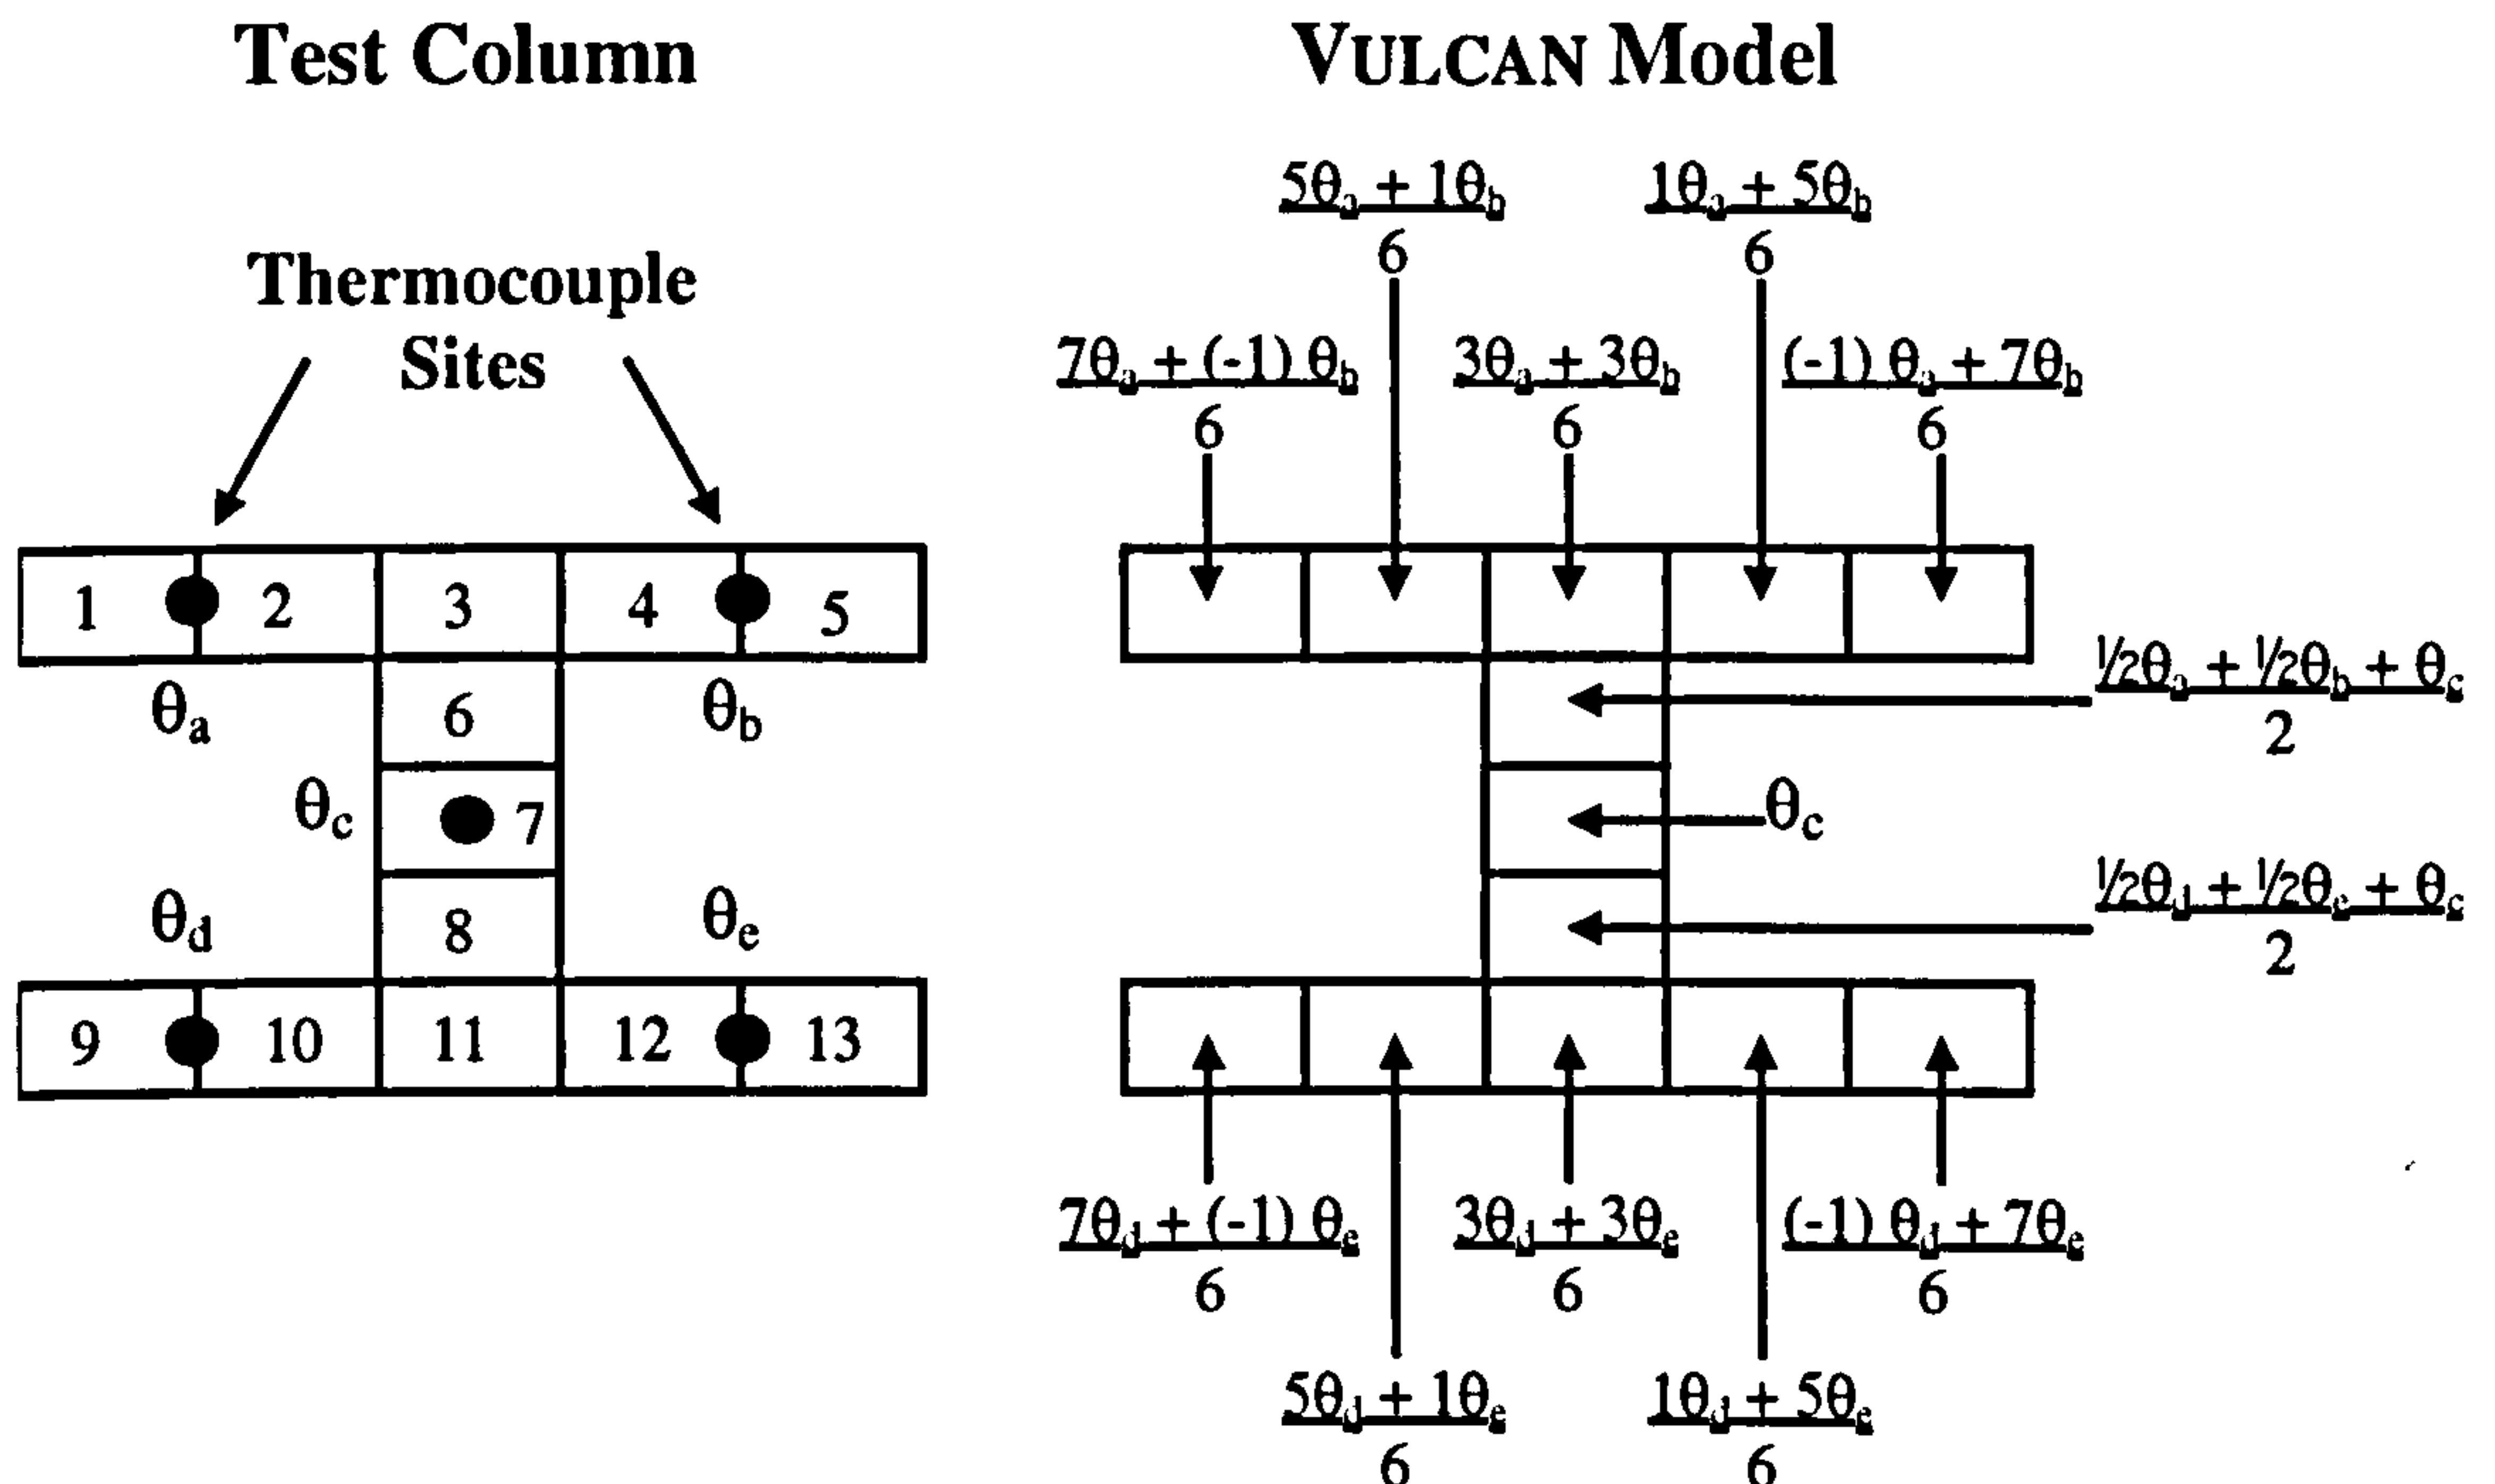 Test Column
VULCAN Model
Thermocouple
Sites
5θa + 1θb
6
1θa + 5θb
6
7θa + (-1) θb
6
3θa + 3θb
6
(-1) θa + 7θb
6
1 2 3 4 5
θa 6 θb
θc 7
θd 8 θe
9 10 11 12 13
½θa + ½θb + θc
2
θc
½θd + ½θe + θc
2
7θd + (-1) θe
6
3θd + 3θe
6
(-1) θd + 7θe
6
5θd + 1θe
6
1θd + 5θe
6